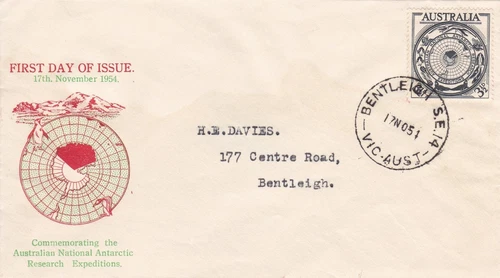 FIRST DAY OF ISSUE.
17th. November 1954.
Commemorating the
Australian National Antarctic
Research Expeditions.
H.E.DAVIES.
177 Centre Road,
Bentleigh.
AUSTRALIA
BENTLEIGH S.E.14
17NO54
VIC-AUST-